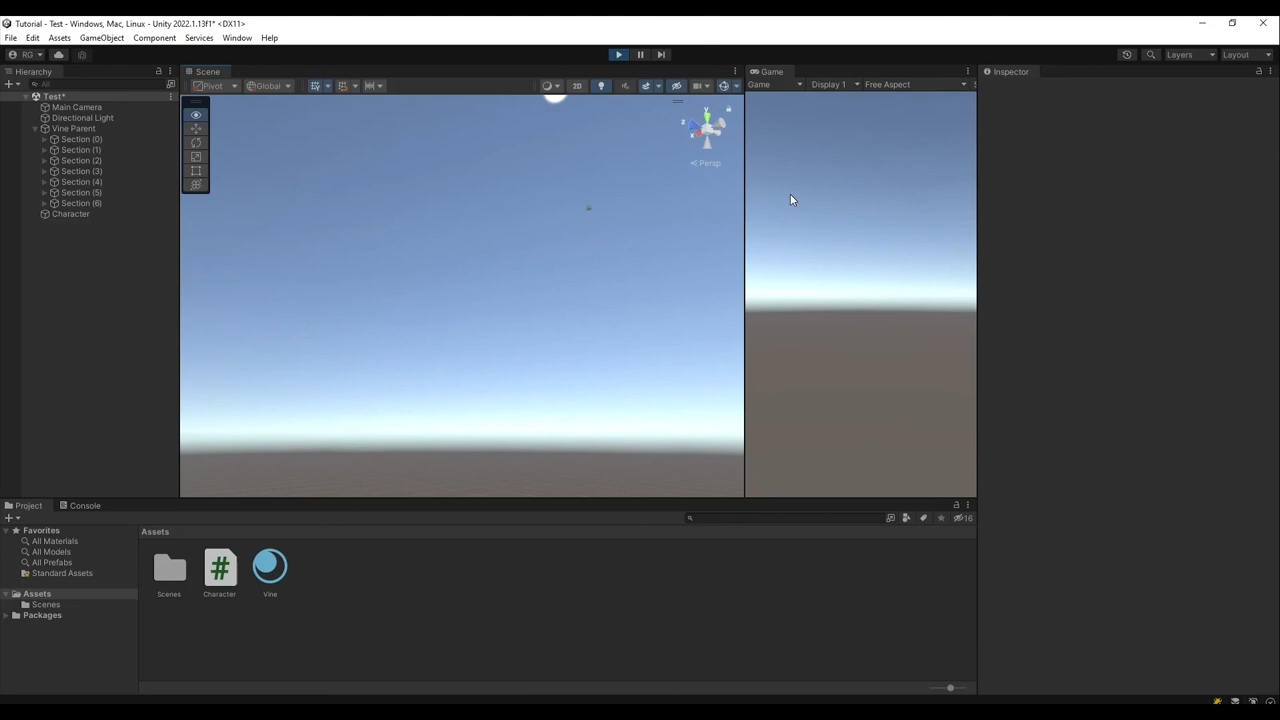 Tutorial - Test - Windows, Mac, Linux - Unity 2022.1.13f1* <DX11>
File Edit Assets GameObject Component Services Window Help
RG Layers Layout
Hierarchy Scene Game Inspector
All Pivot Global 2D Game Display 1 Free Aspect
Test*
Main Camera
Directional Light
Vine Parent
Section (0)
Section (1)
Section (2)
Section (3)
Section (4)
Section (5)
Section (6)
Character
y
z
x
Persp
Project Console
16
Favorites
All Materials
All Models
All Prefabs
Standard Assets
Assets
Scenes
Packages
Assets
#
Scenes Character Vine